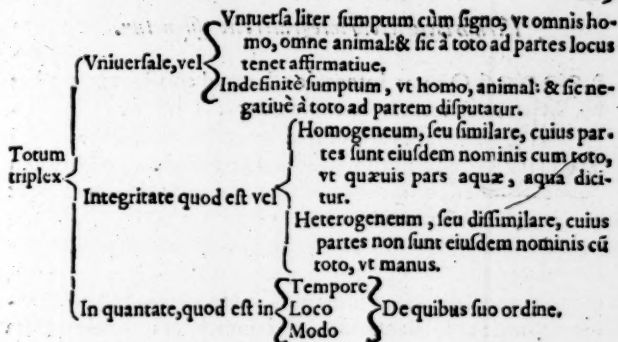 Vniuersa liter sumptum cùm signo, vt omnis ho-
mo, omne animal:& sic à toto ad partes locus
tenet affirmatiue.
Vniuersale, vel
Indefinitè sumptum, vt homo, animal: & sic ne-
gatiuè à toto ad partem disputatur.
Totum
triplex
Homogeneum, seu similare, cuius par-
tes sunt eiusdem nominis cum toto,
vt quæuis pars aquæ, aqua dici-
tur.
Integritate quod est vel
Heterogeneum, seu dissimilare, cuius
partes non sunt eiusdem nominis cū
toto, vt manus.
In quantate, quod est in
Tempore
Loco
Modo
De quibus suo ordine.